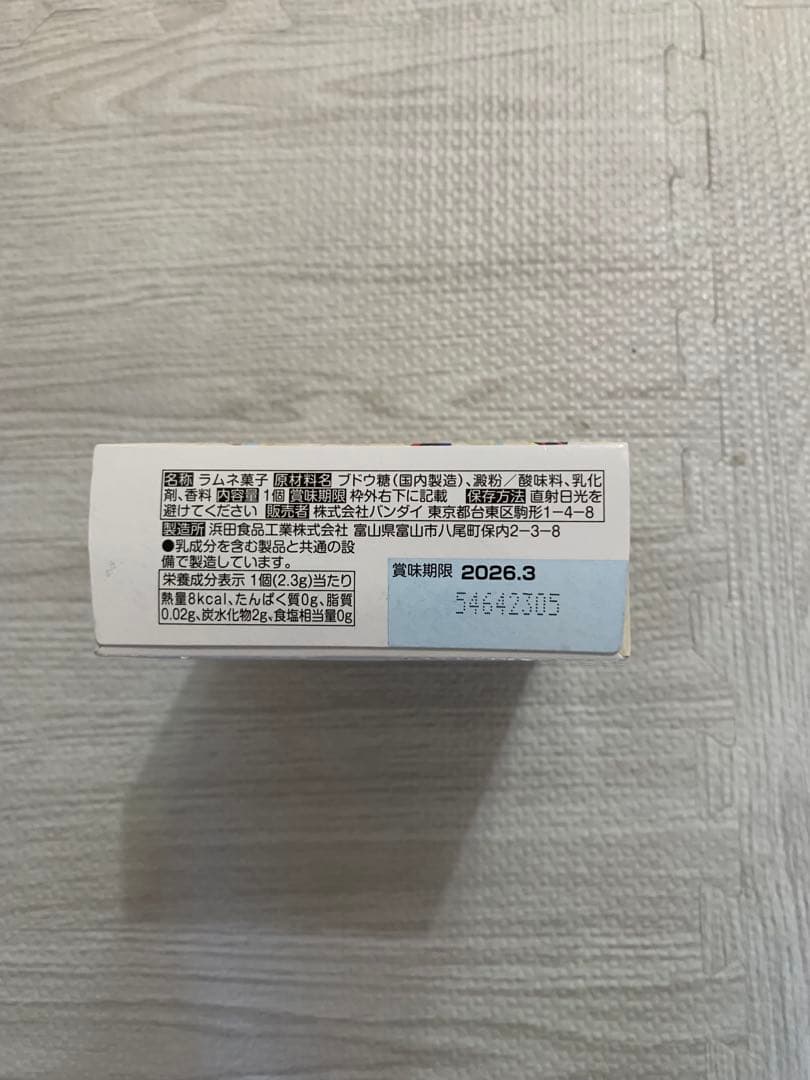 名称 ラムネ菓子 原材料名 ブドウ糖(国内製造)、澱粉/酸味料、乳化
剤、香料 内容量 1個 賞味期限 枠外右下に記載 保存方法 直射日光を
避けてください 販売者 株式会社バンダイ 東京都台東区駒形1-4-8
製造所 浜田食品工業株式会社 富山県富山市八尾町保内2-3-8
●乳成分を含む製品と共通の設
備で製造しています。
栄養成分表示 1個(2.3g)当たり
熱量8kcal、たんぱく質0g、脂質
0.02g、炭水化物2g、食塩相当量0g
賞味期限 2026.3
54642305